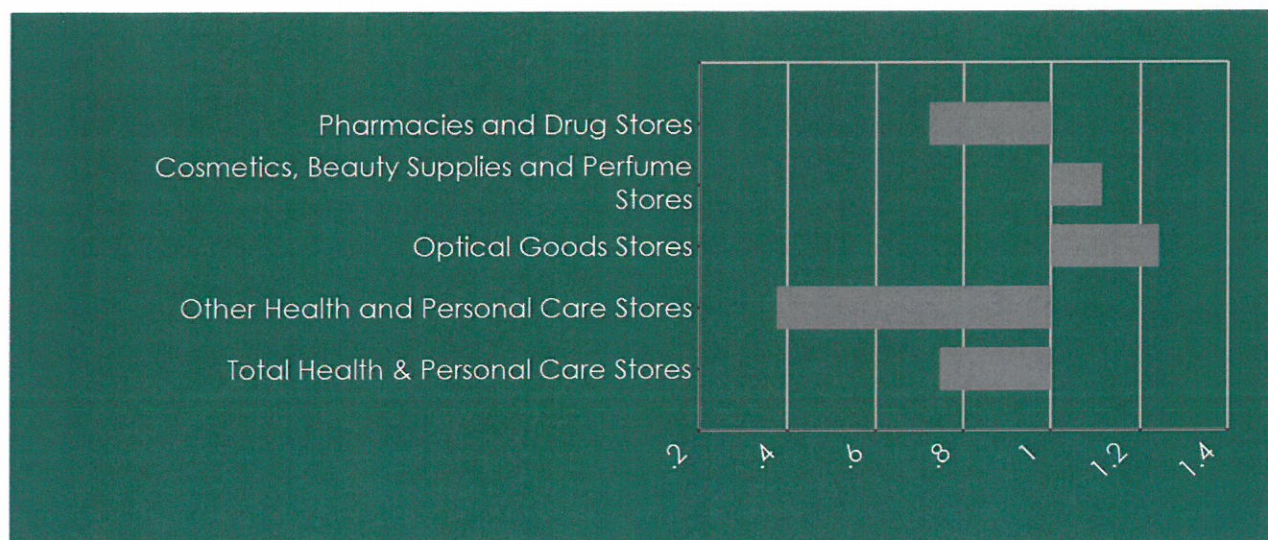 Pharmacies and Drug Stores
Cosmetics, Beauty Supplies and Perfume
Stores
Optical Goods Stores
Other Health and Personal Care Stores
Total Health & Personal Care Stores
.2 .4 .6 .8 1 1.2 1.4